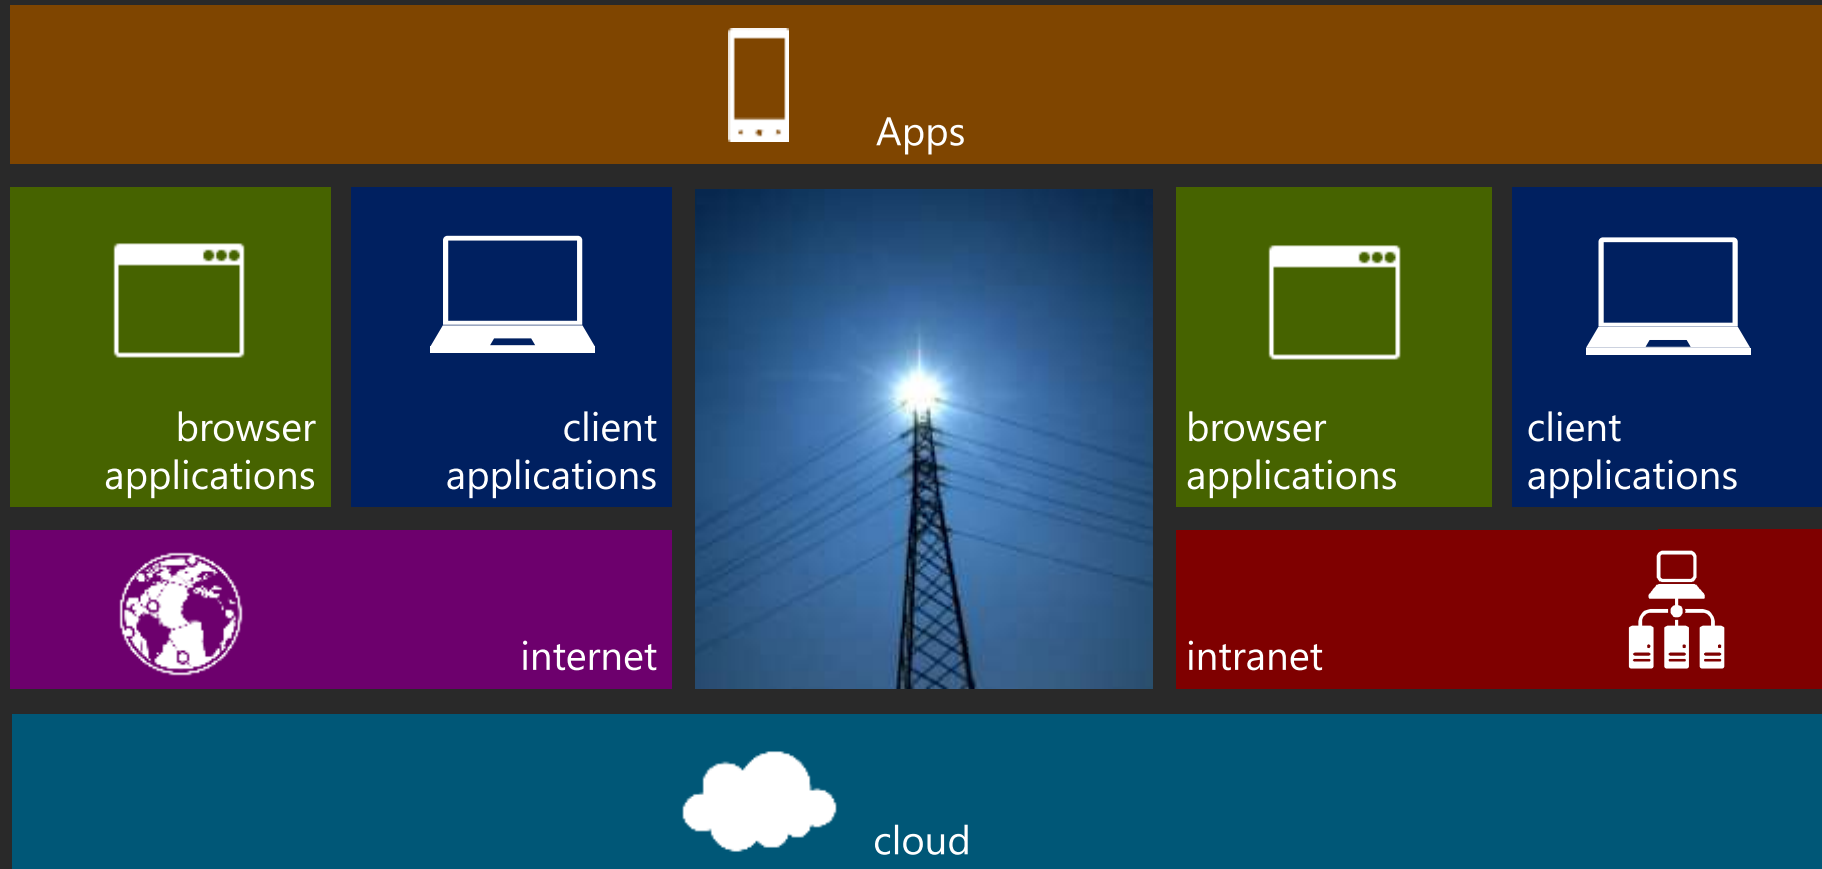 Apps
browser
applications
client
applications
browser
applications
client
applications
internet
intranet
cloud